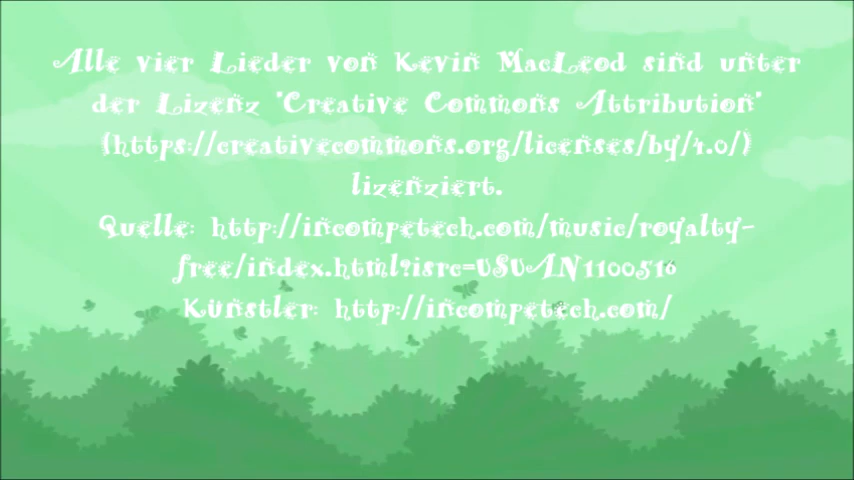 Alle vier Lieder von Kevin MacLeod sind unter
der Lizenz "Creative Commons Attribution"
(https://creativecommons.org/licenses/by/4.0/)
lizenziert.
Quelle: http://incompetech.com/music/royalty-
free/index.html?isrc=USUAN1100516
Künstler: http://incompetech.com/